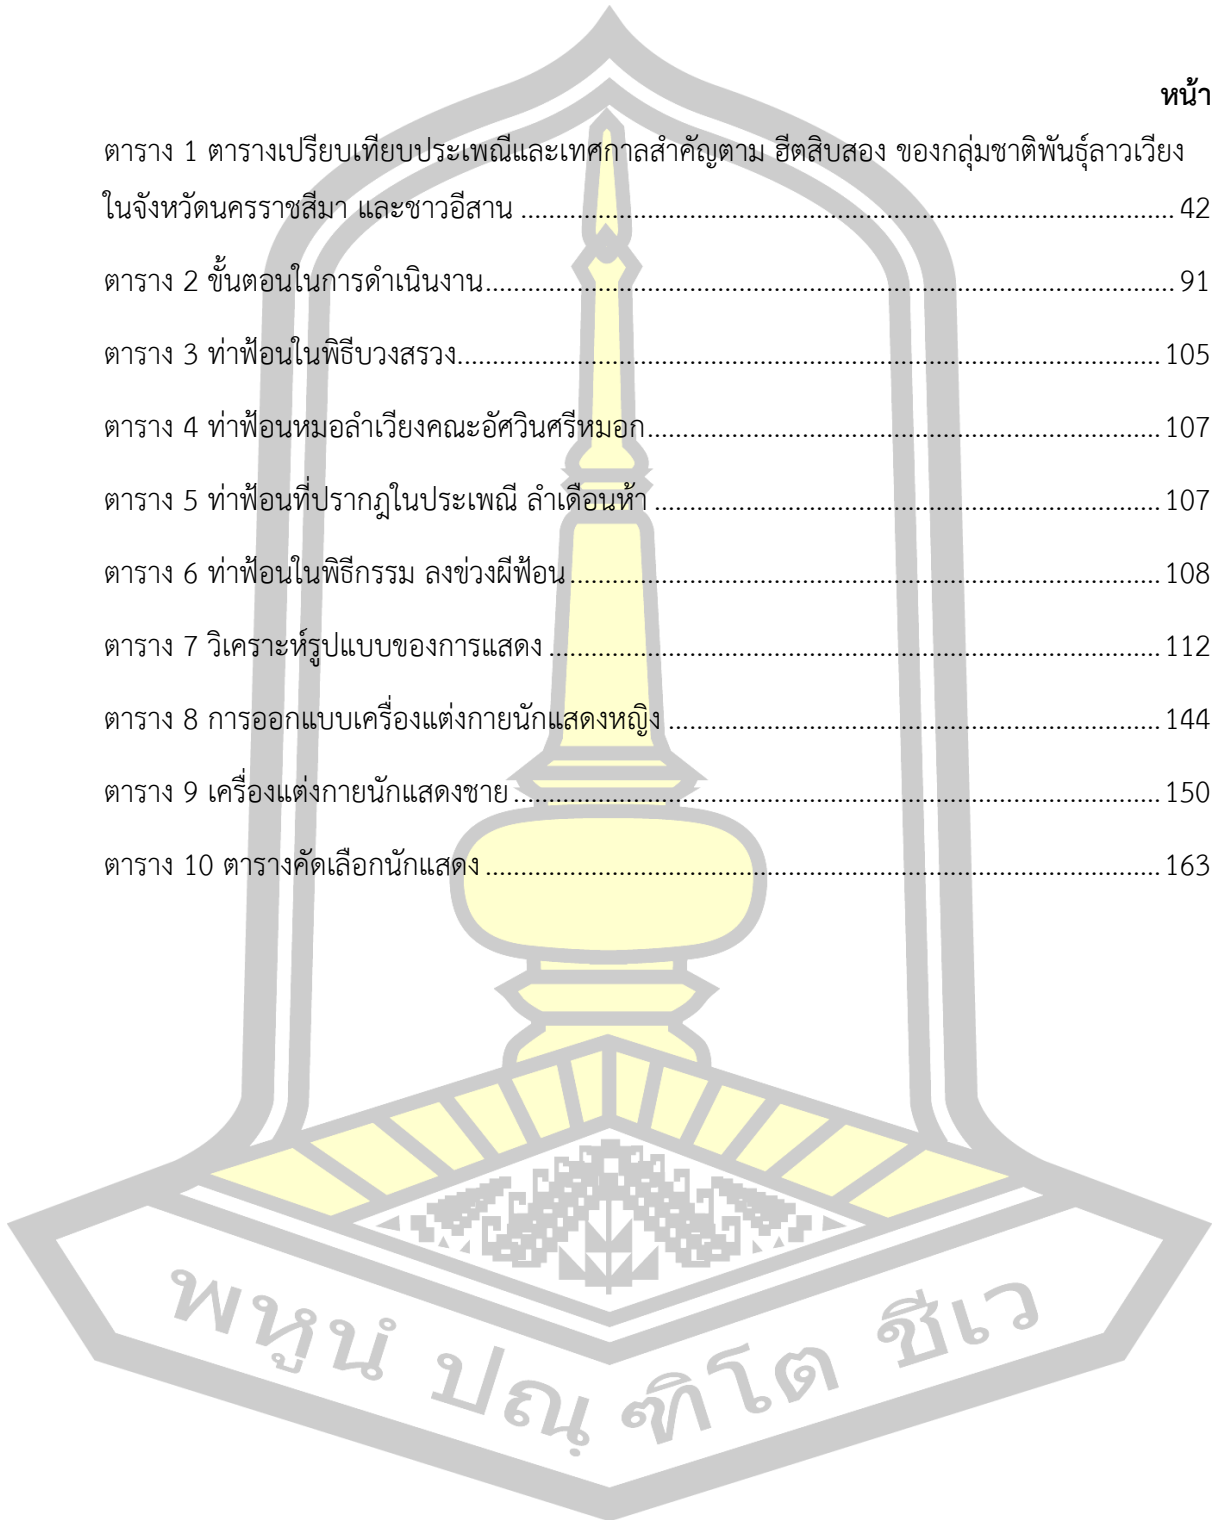 หน้า
ตาราง 1 ตารางเปรียบเทียบประเพณีและเทศกาลสำคัญตาม ฮีตสิบสอง ของกลุ่มชาติพันธุ์ลาวเวียง
ในจังหวัดนครราชสีมา และชาวอีสาน ........................................................................................ 42
ตาราง 2 ขั้นตอนในการดำเนินงาน........................................................................................ 91
ตาราง 3 ท่าฟ้อนในพิธีบวงสรวง........................................................................................ 105
ตาราง 4 ท่าฟ้อนหมอลำเวียงคณะอัศวินศรีหมอก.................................................................. 107
ตาราง 5 ท่าฟ้อนที่ปรากฎในประเพณี ลำเดือนห้า .................................................................. 107
ตาราง 6 ท่าฟ้อนในพิธีกรรม ลงข่วงผีฟ้อน ........................................................................... 108
ตาราง 7 วิเคราะห์รูปแบบของการแสดง .............................................................................. 112
ตาราง 8 การออกแบบเครื่องแต่งกายนักแสดงหญิง ................................................................ 144
ตาราง 9 เครื่องแต่งกายนักแสดงชาย .................................................................................. 150
ตาราง 10 ตารางคัดเลือกนักแสดง ..................................................................................... 163
พหูนํ ปณฺ ฑิโต ชีเว